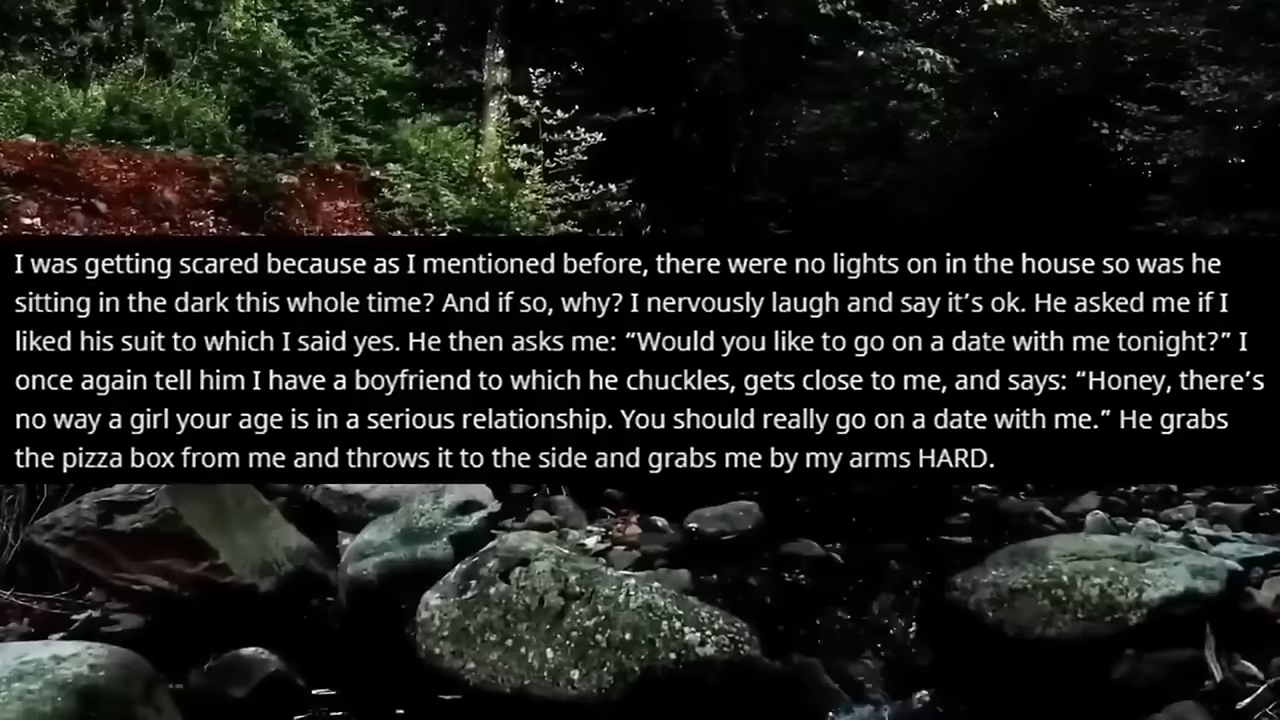 I was getting scared because as I mentioned before, there were no lights on in the house so was he
sitting in the dark this whole time? And if so, why? I nervously laugh and say it’s ok. He asked me if I
liked his suit to which I said yes. He then asks me: “Would you like to go on a date with me tonight?” I
once again tell him I have a boyfriend to which he chuckles, gets close to me, and says: “Honey, there’s
no way a girl your age is in a serious relationship. You should really go on a date with me.” He grabs
the pizza box from me and throws it to the side and grabs me by my arms HARD.